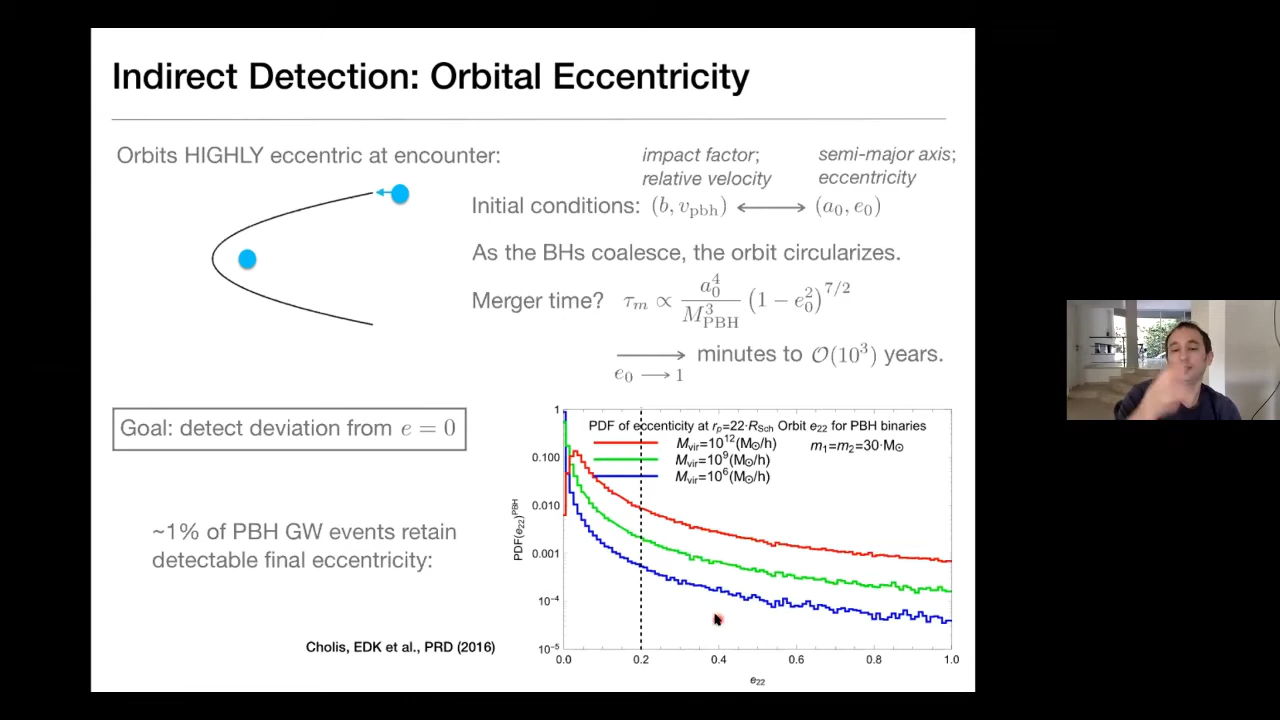 Indirect Detection: Orbital Eccentricity
Orbits HIGHLY eccentric at encounter:
impact factor;
relative velocity
semi-major axis;
eccentricity
Initial conditions: (b, v_pbh) ⟷ (a_0, e_0)
As the BHs coalesce, the orbit circularizes.
Merger time? τ_m ∝ a_0^4 / M_PBH^3 (1 − e_0^2)^{7/2}
e_0 ⟶ 1
minutes to O(10^3) years.
Goal: detect deviation from e = 0
~1% of PBH GW events retain
detectable final eccentricity:
Cholis, EDK et al., PRD (2016)
PDF of eccenticity at r_p=22·R_Sch Orbit e_22 for PBH binaries
M_vir=10^12(M⊙/h)
m_1=m_2=30·M⊙
M_vir=10^9(M⊙/h)
M_vir=10^6(M⊙/h)
PDF(e_22)^PBH
1
0.100
0.010
0.001
10^-4
10^-5
0.0 0.2 0.4 0.6 0.8 1.0
e_22